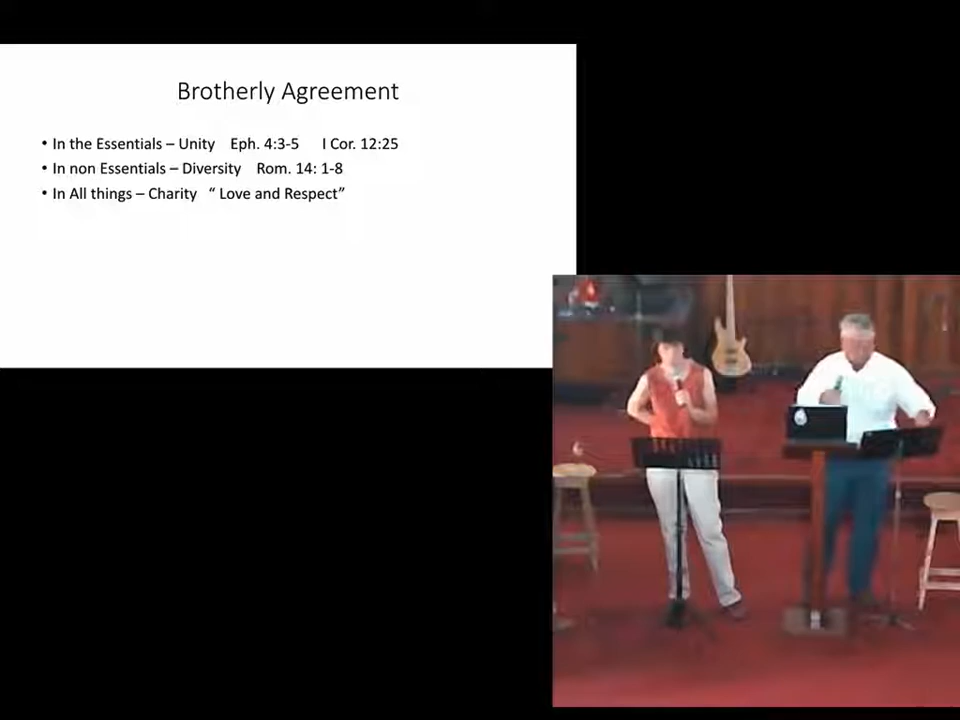 Brotherly Agreement
• In the Essentials – Unity Eph. 4:3-5 I Cor. 12:25
• In non Essentials – Diversity Rom. 14: 1-8
• In All things – Charity “ Love and Respect”